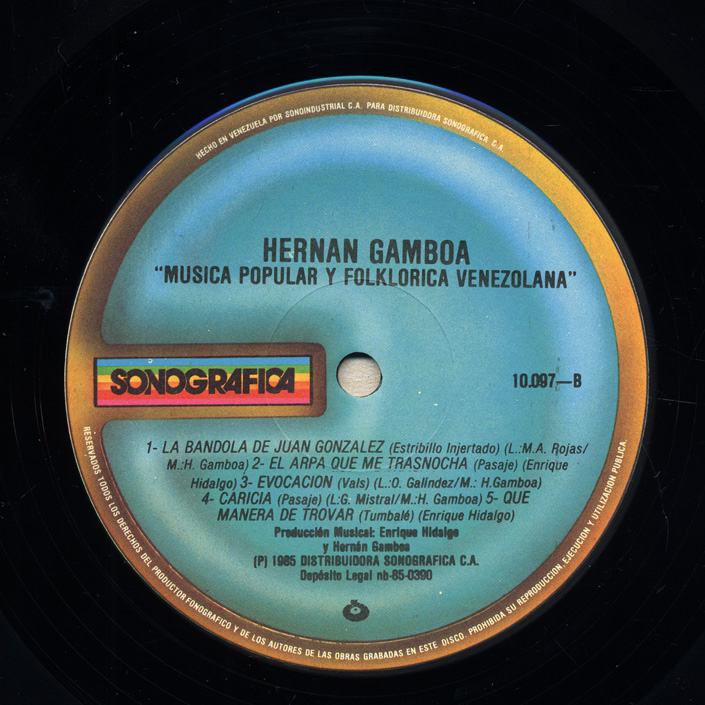 HECHO EN VENEZUELA POR SONOINDUSTRIAL C.A. PARA DISTRIBUIDORA SONOGRAFICA C.A.
HERNAN GAMBOA
"MUSICA POPULAR Y FOLKLORICA VENEZOLANA"
SONOGRAFICA
10.097—B
1- LA BANDOLA DE JUAN GONZALEZ (Estribillo Injertado) (L.:M.A. Rojas/
M.:H. Gamboa) 2- EL ARPA QUE ME TRASNOCHA (Pasaje) (Enrique
Hidalgo) 3- EVOCACION (Vals) (L.:O. Galindez/M.: H.Gamboa)
4- CARICIA (Pasaje) (L.:G. Mistral/M.:H. Gamboa) 5- QUE
MANERA DE TROVAR (Tumbalé) (Enrique Hidalgo)
Producción Musical: Enrique Hidalgo
y Hernán Gamboa
(P) 1985 DISTRIBUIDORA SONOGRAFICA C.A.
Depósito Legal nb-85-0390
RESERVADOS TODOS LOS DERECHOS DEL PRODUCTOR FONOGRAFICO Y DE LOS AUTORES DE LAS OBRAS GRABADAS EN ESTE DISCO. PROHIBIDA SU REPRODUCCION, EJECUCION Y UTILIZACION PUBLICA.